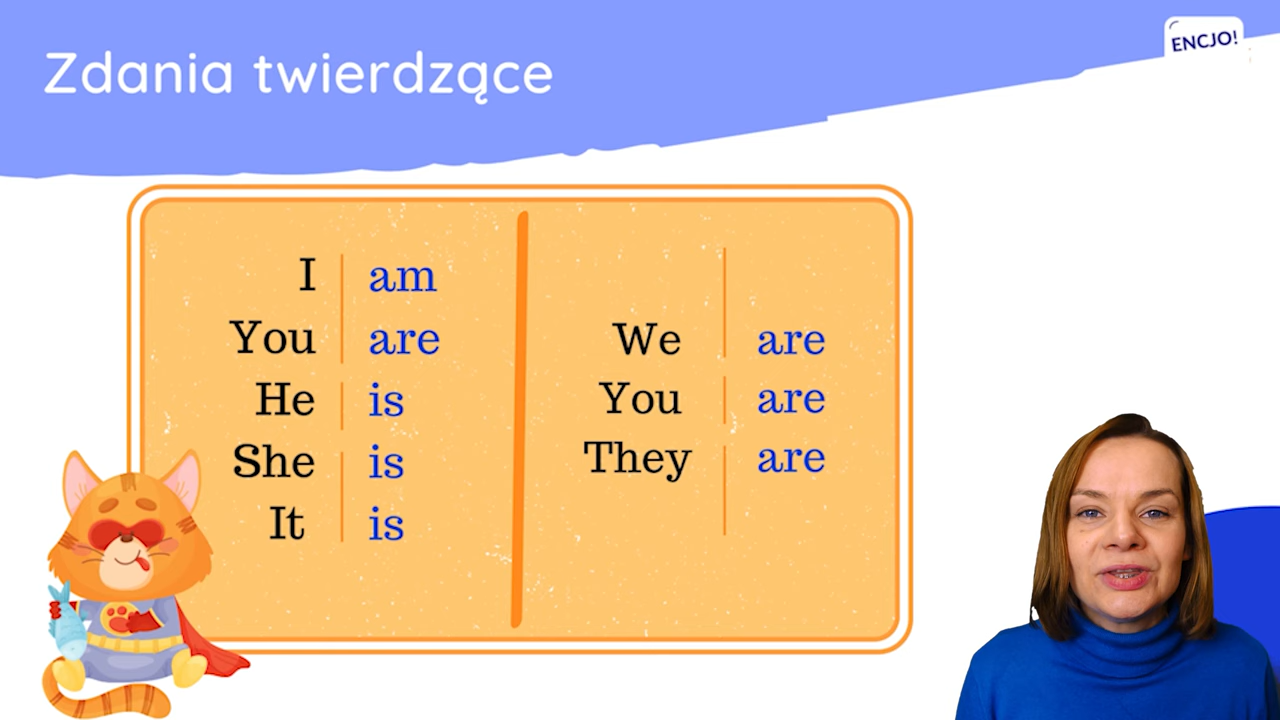 Zdania twierdzące
ENCJO!
I am
You are
He is
She is
It is
We are
You are
They are